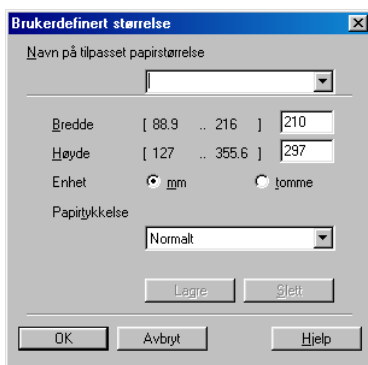 Brukerdefinert størrelse
Navn på tilpasset papirstørrelse
Bredde [ 88.9 .. 216 ] 210
Høyde [ 127 .. 355.6 ] 297
Enhet mm tomme
Papirtykkelse
Normalt
Lagre Slett
OK Avbryt Hjelp